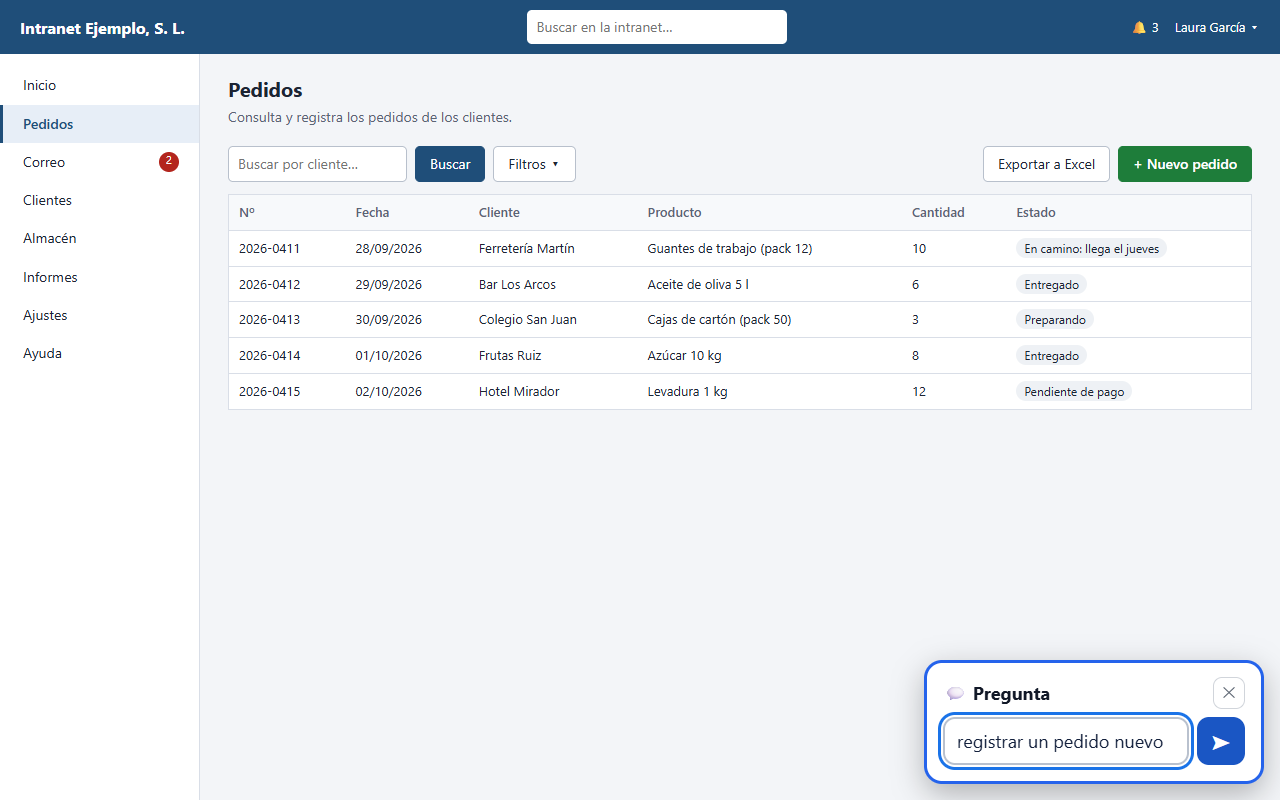 Intranet Ejemplo, S. L.
Buscar en la intranet...
3
Laura García
Inicio
Pedidos
Correo
2
Clientes
Almacén
Informes
Ajustes
Ayuda
Pedidos
Consulta y registra los pedidos de los clientes.
Buscar por cliente...
Buscar
Filtros
Exportar a Excel
+ Nuevo pedido
Nº Fecha Cliente Producto Cantidad Estado
2026-0411 28/09/2026 Ferretería Martín Guantes de trabajo (pack 12) 10 En camino: llega el jueves
2026-0412 29/09/2026 Bar Los Arcos Aceite de oliva 5 l 6 Entregado
2026-0413 30/09/2026 Colegio San Juan Cajas de cartón (pack 50) 3 Preparando
2026-0414 01/10/2026 Frutas Ruiz Azúcar 10 kg 8 Entregado
2026-0415 02/10/2026 Hotel Mirador Levadura 1 kg 12 Pendiente de pago
Pregunta
registrar un pedido nuevo